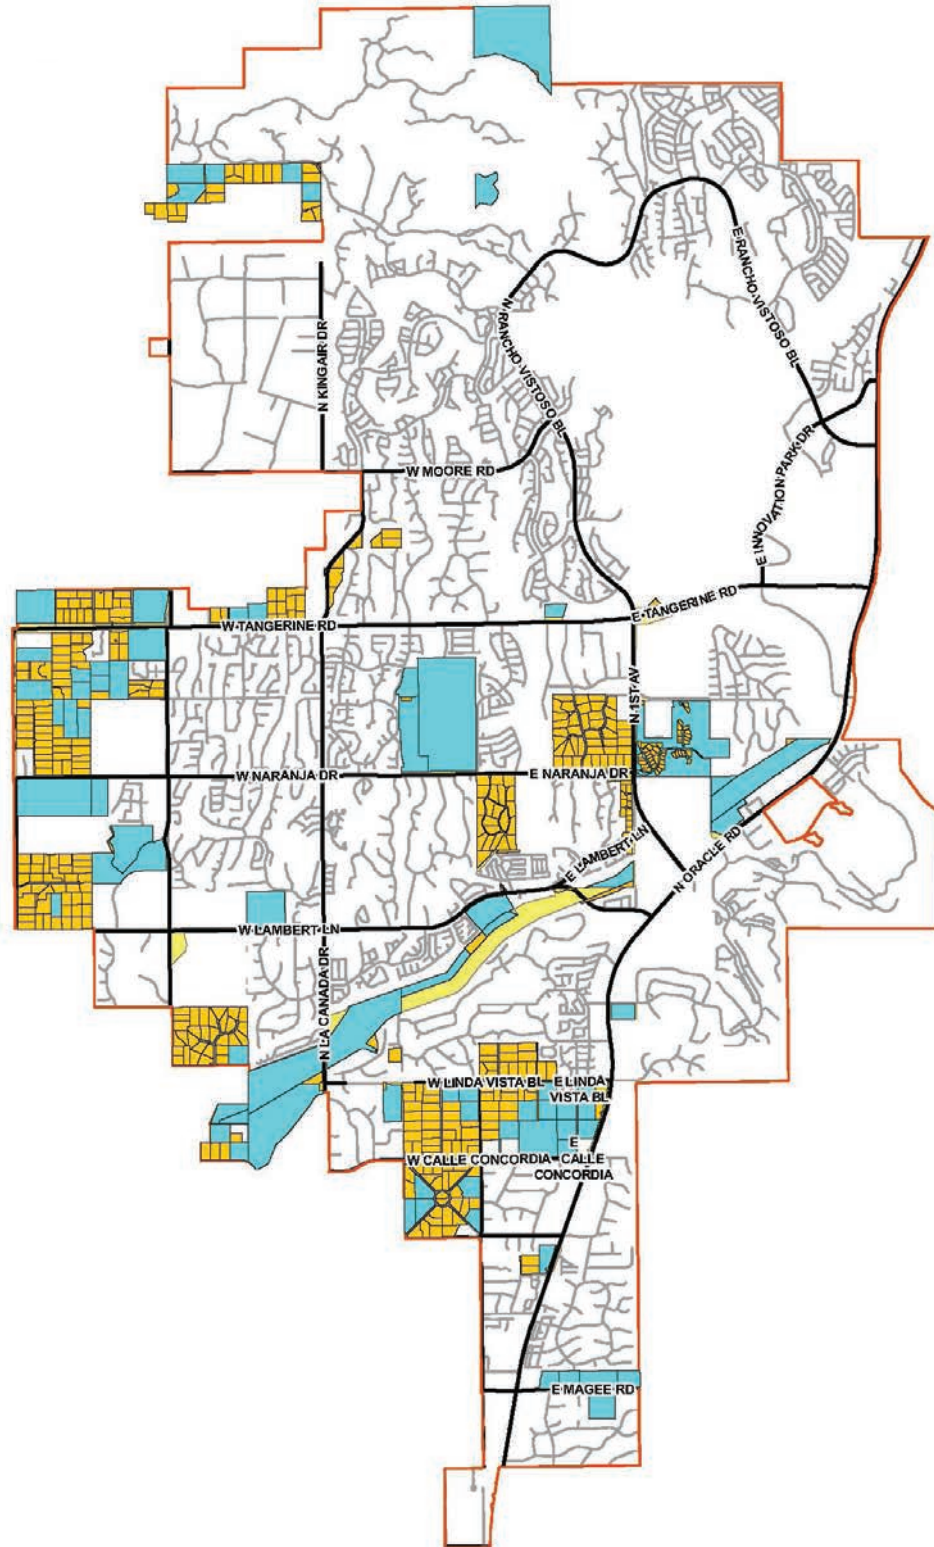 E RANCHO VISTOSO BL
N RANCHO VISTOSO BL
N KINGAIR DR
W MOORE RD
E INNOVATION PARK DR
E TANGERINE RD
W TANGERINE RD
N 1ST AV
W NARANJA DR
E NARANJA DR
E LAMBERT LN
N ORACLE RD
W LAMBERT LN
N LA CANADA DR
W LINDA VISTA BL
E LINDA
VISTA BL
W CALLE CONCORDIA
E
CALLE
CONCORDIA
E MAGEE RD